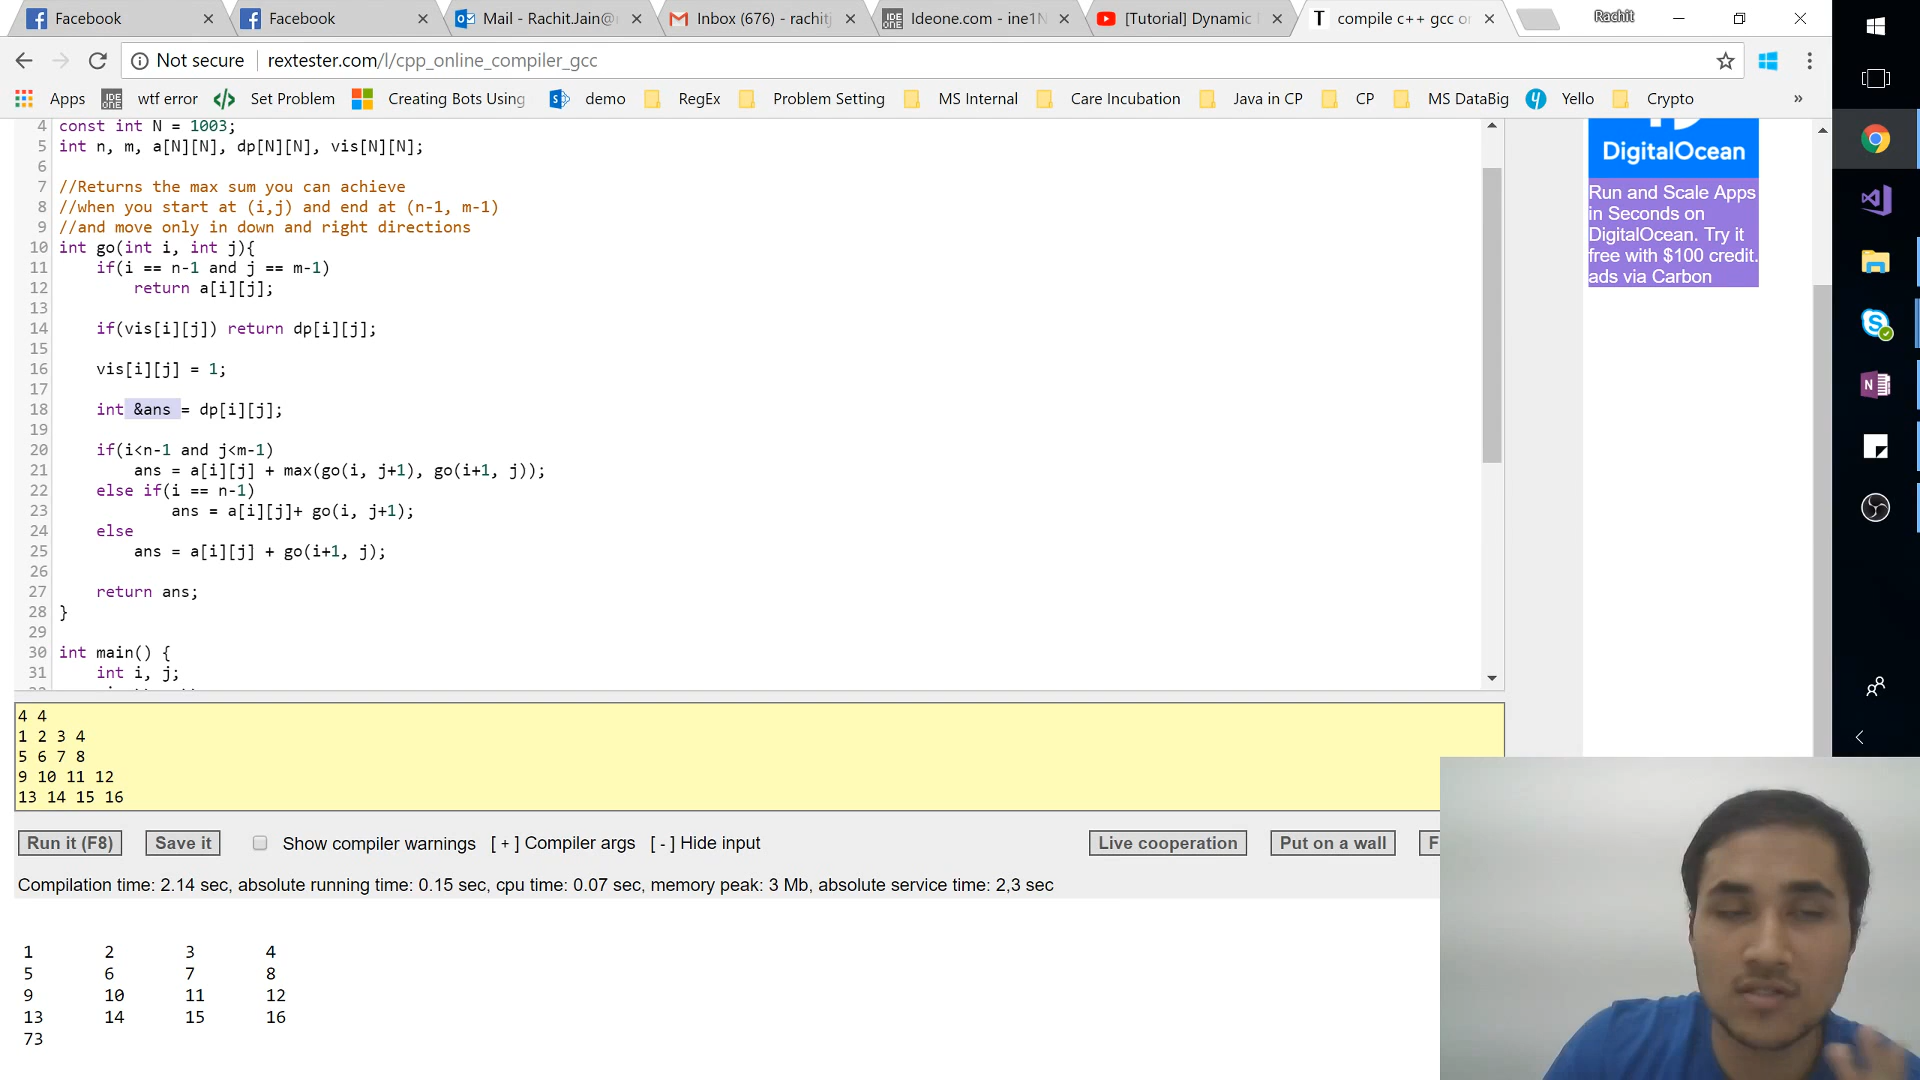 Facebook
Facebook
Mail - Rachit.Jain@
Inbox (676) - rachitj
Ideone.com - ine1N
[Tutorial] Dynamic
compile c++ gcc or
Rachit
Not secure
rextester.com/l/cpp_online_compiler_gcc
Apps
wtf error
Set Problem
Creating Bots Using
demo
RegEx
Problem Setting
MS Internal
Care Incubation
Java in CP
CP
MS DataBig
Yello
Crypto
»
4 const int N = 1003;
5 int n, m, a[N][N], dp[N][N], vis[N][N];
6
7 //Returns the max sum you can achieve
8 //when you start at (i,j) and end at (n-1, m-1)
9 //and move only in down and right directions
10 int go(int i, int j){
11 if(i == n-1 and j == m-1)
12 return a[i][j];
13
14 if(vis[i][j]) return dp[i][j];
15
16 vis[i][j] = 1;
17
18 int &ans = dp[i][j];
19
20 if(i<n-1 and j<m-1)
21 ans = a[i][j] + max(go(i, j+1), go(i+1, j));
22 else if(i == n-1)
23 ans = a[i][j]+ go(i, j+1);
24 else
25 ans = a[i][j] + go(i+1, j);
26
27 return ans;
28 }
29
30 int main() {
31 int i, j;
DigitalOcean
Run and Scale Apps
in Seconds on
DigitalOcean. Try it
free with $100 credit.
ads via Carbon
4 4
1 2 3 4
5 6 7 8
9 10 11 12
13 14 15 16
Run it (F8)
Save it
Show compiler warnings
[ + ] Compiler args
[ - ] Hide input
Live cooperation
Put on a wall
F
Compilation time: 2.14 sec, absolute running time: 0.15 sec, cpu time: 0.07 sec, memory peak: 3 Mb, absolute service time: 2,3 sec
1 2 3 4
5 6 7 8
9 10 11 12
13 14 15 16
73